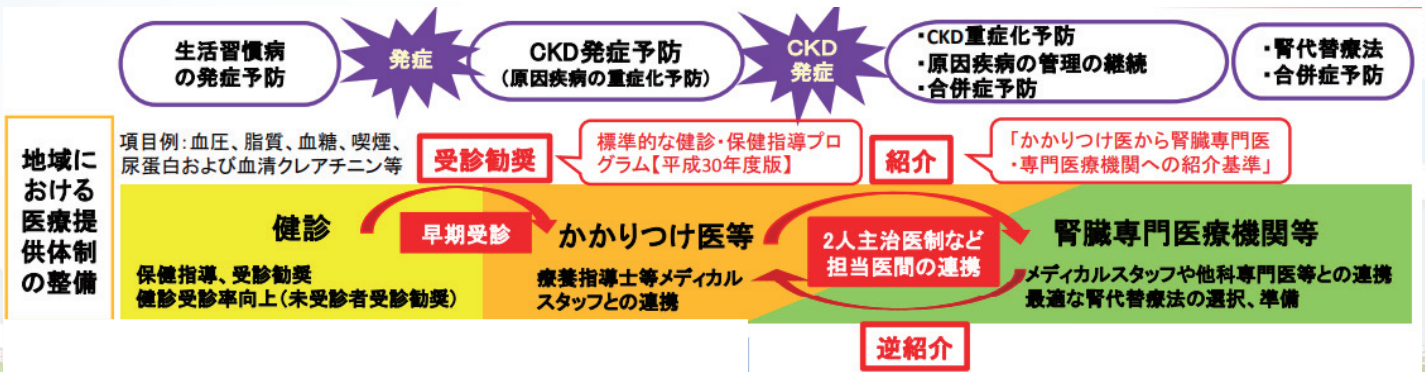 生活習慣病
の発症予防
発症
CKD発症予防
(原因疾病の重症化予防)
CKD
発症
・CKD重症化予防
・原因疾病の管理の継続
・合併症予防
・腎代替療法
・合併症予防
地域に
おける
医療提
供体制
の整備
項目例:血圧、脂質、血糖、喫煙、
尿蛋白および血清クレアチニン等
受診勧奨
標準的な健診・保健指導プロ
グラム【平成30年度版】
紹介
「かかりつけ医から腎臓専門医
・専門医療機関への紹介基準」
健診
早期受診
かかりつけ医等
2人主治医制など
担当医間の連携
腎臓専門医療機関等
保健指導、受診勧奨
健診受診率向上(未受診者受診勧奨)
療養指導士等メディカル
スタッフとの連携
メディカルスタッフや他科専門医等との連携
最適な腎代替療法の選択、準備
逆紹介